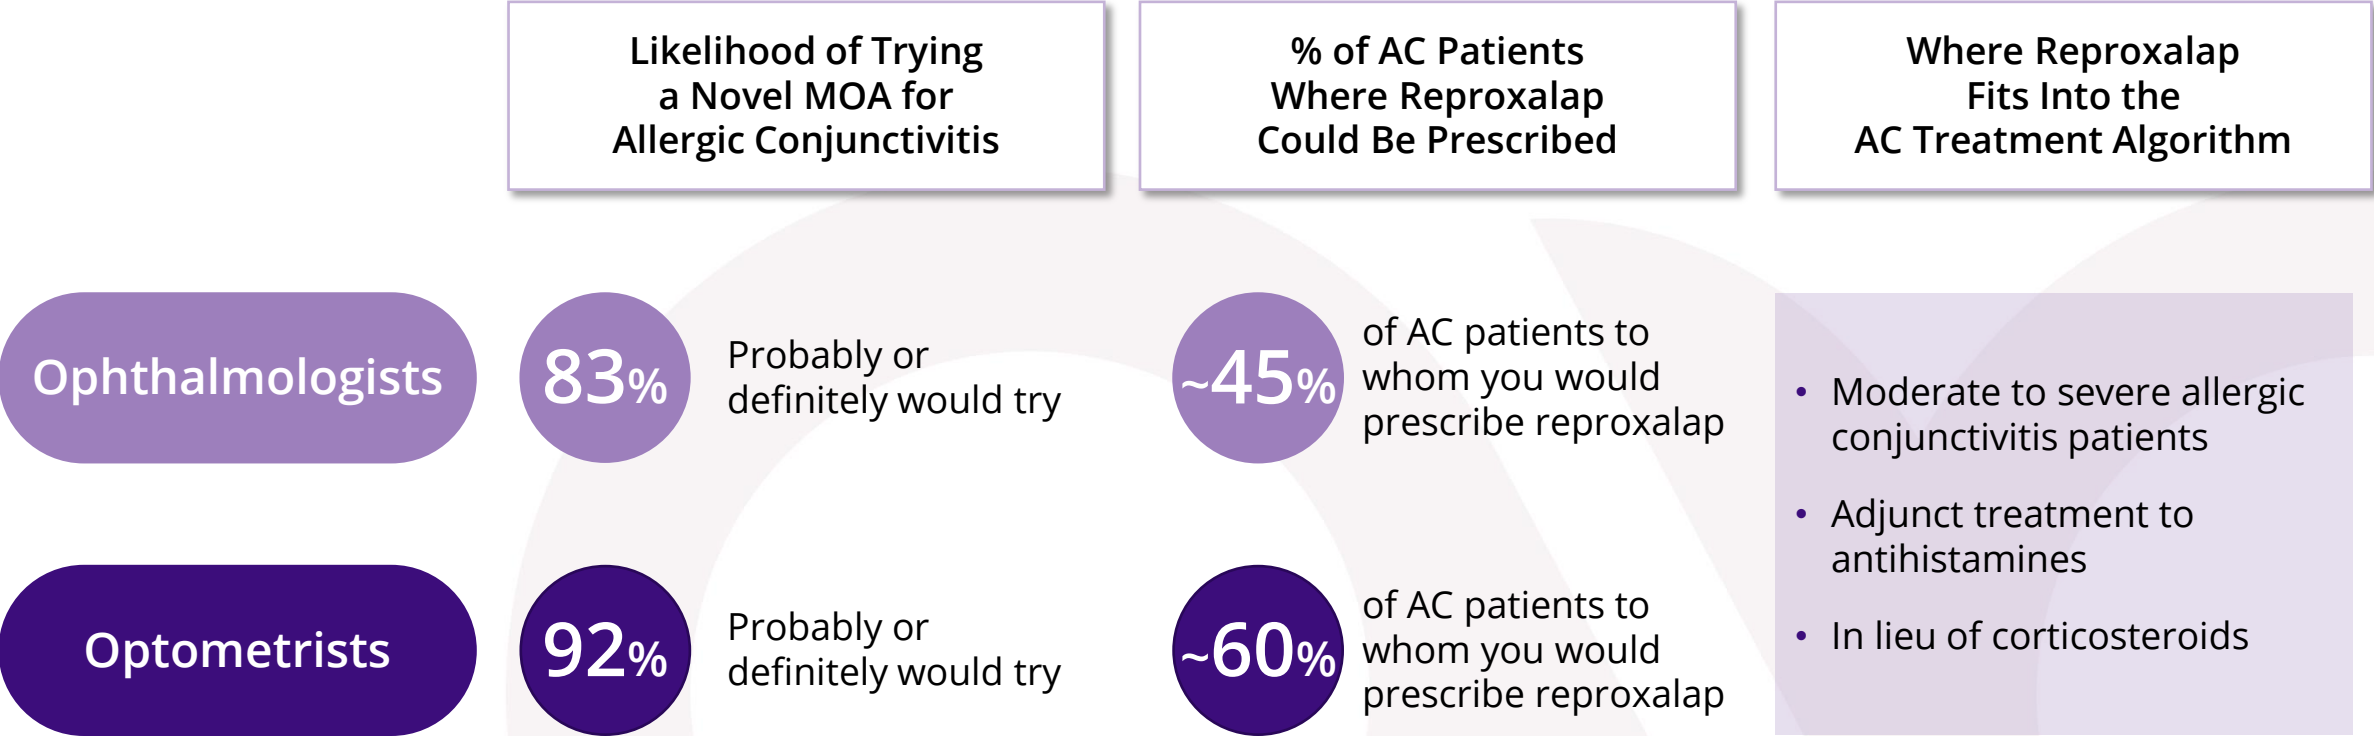 Likelihood of Trying
a Novel MOA for
Allergic Conjunctivitis
% of AC Patients
Where Reproxalap
Could Be Prescribed
Where Reproxalap
Fits Into the
AC Treatment Algorithm
Ophthalmologists
83%
Probably or
definitely would try
~45%
of AC patients to
whom you would
prescribe reproxalap
Optometrists
92%
Probably or
definitely would try
~60%
of AC patients to
whom you would
prescribe reproxalap
• Moderate to severe allergic
conjunctivitis patients
• Adjunct treatment to
antihistamines
• In lieu of corticosteroids